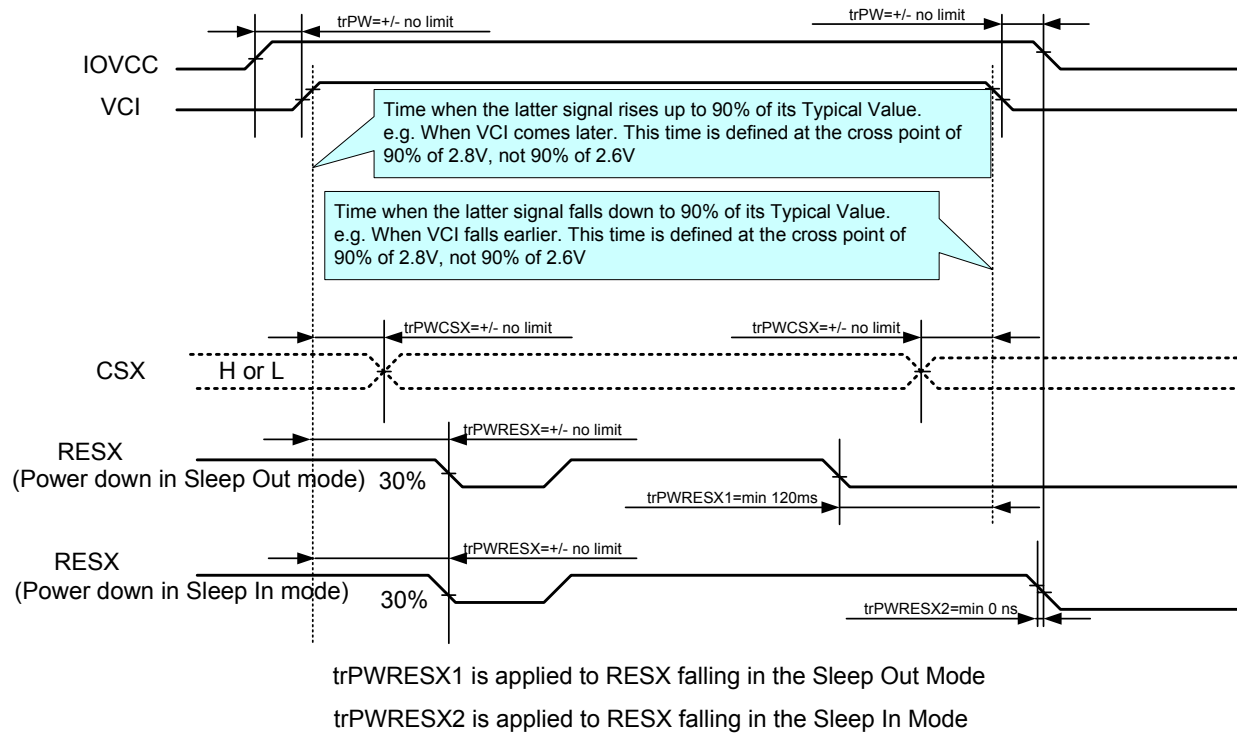 trPW=+/- no limit
trPW=+/- no limit
IOVCC
VCI
Time when the latter signal rises up to 90% of its Typical Value.
e.g. When VCI comes later. This time is defined at the cross point of
90% of 2.8V, not 90% of 2.6V
Time when the latter signal falls down to 90% of its Typical Value.
e.g. When VCI falls earlier. This time is defined at the cross point of
90% of 2.8V, not 90% of 2.6V
trPWCSX=+/- no limit
trPWCSX=+/- no limit
CSX
H or L
trPWRESX=+/- no limit
RESX
(Power down in Sleep Out mode)
30%
trPWRESX1=min 120ms
trPWRESX=+/- no limit
RESX
(Power down in Sleep In mode)
30%
trPWRESX2=min 0 ns
trPWRESX1 is applied to RESX falling in the Sleep Out Mode
trPWRESX2 is applied to RESX falling in the Sleep In Mode